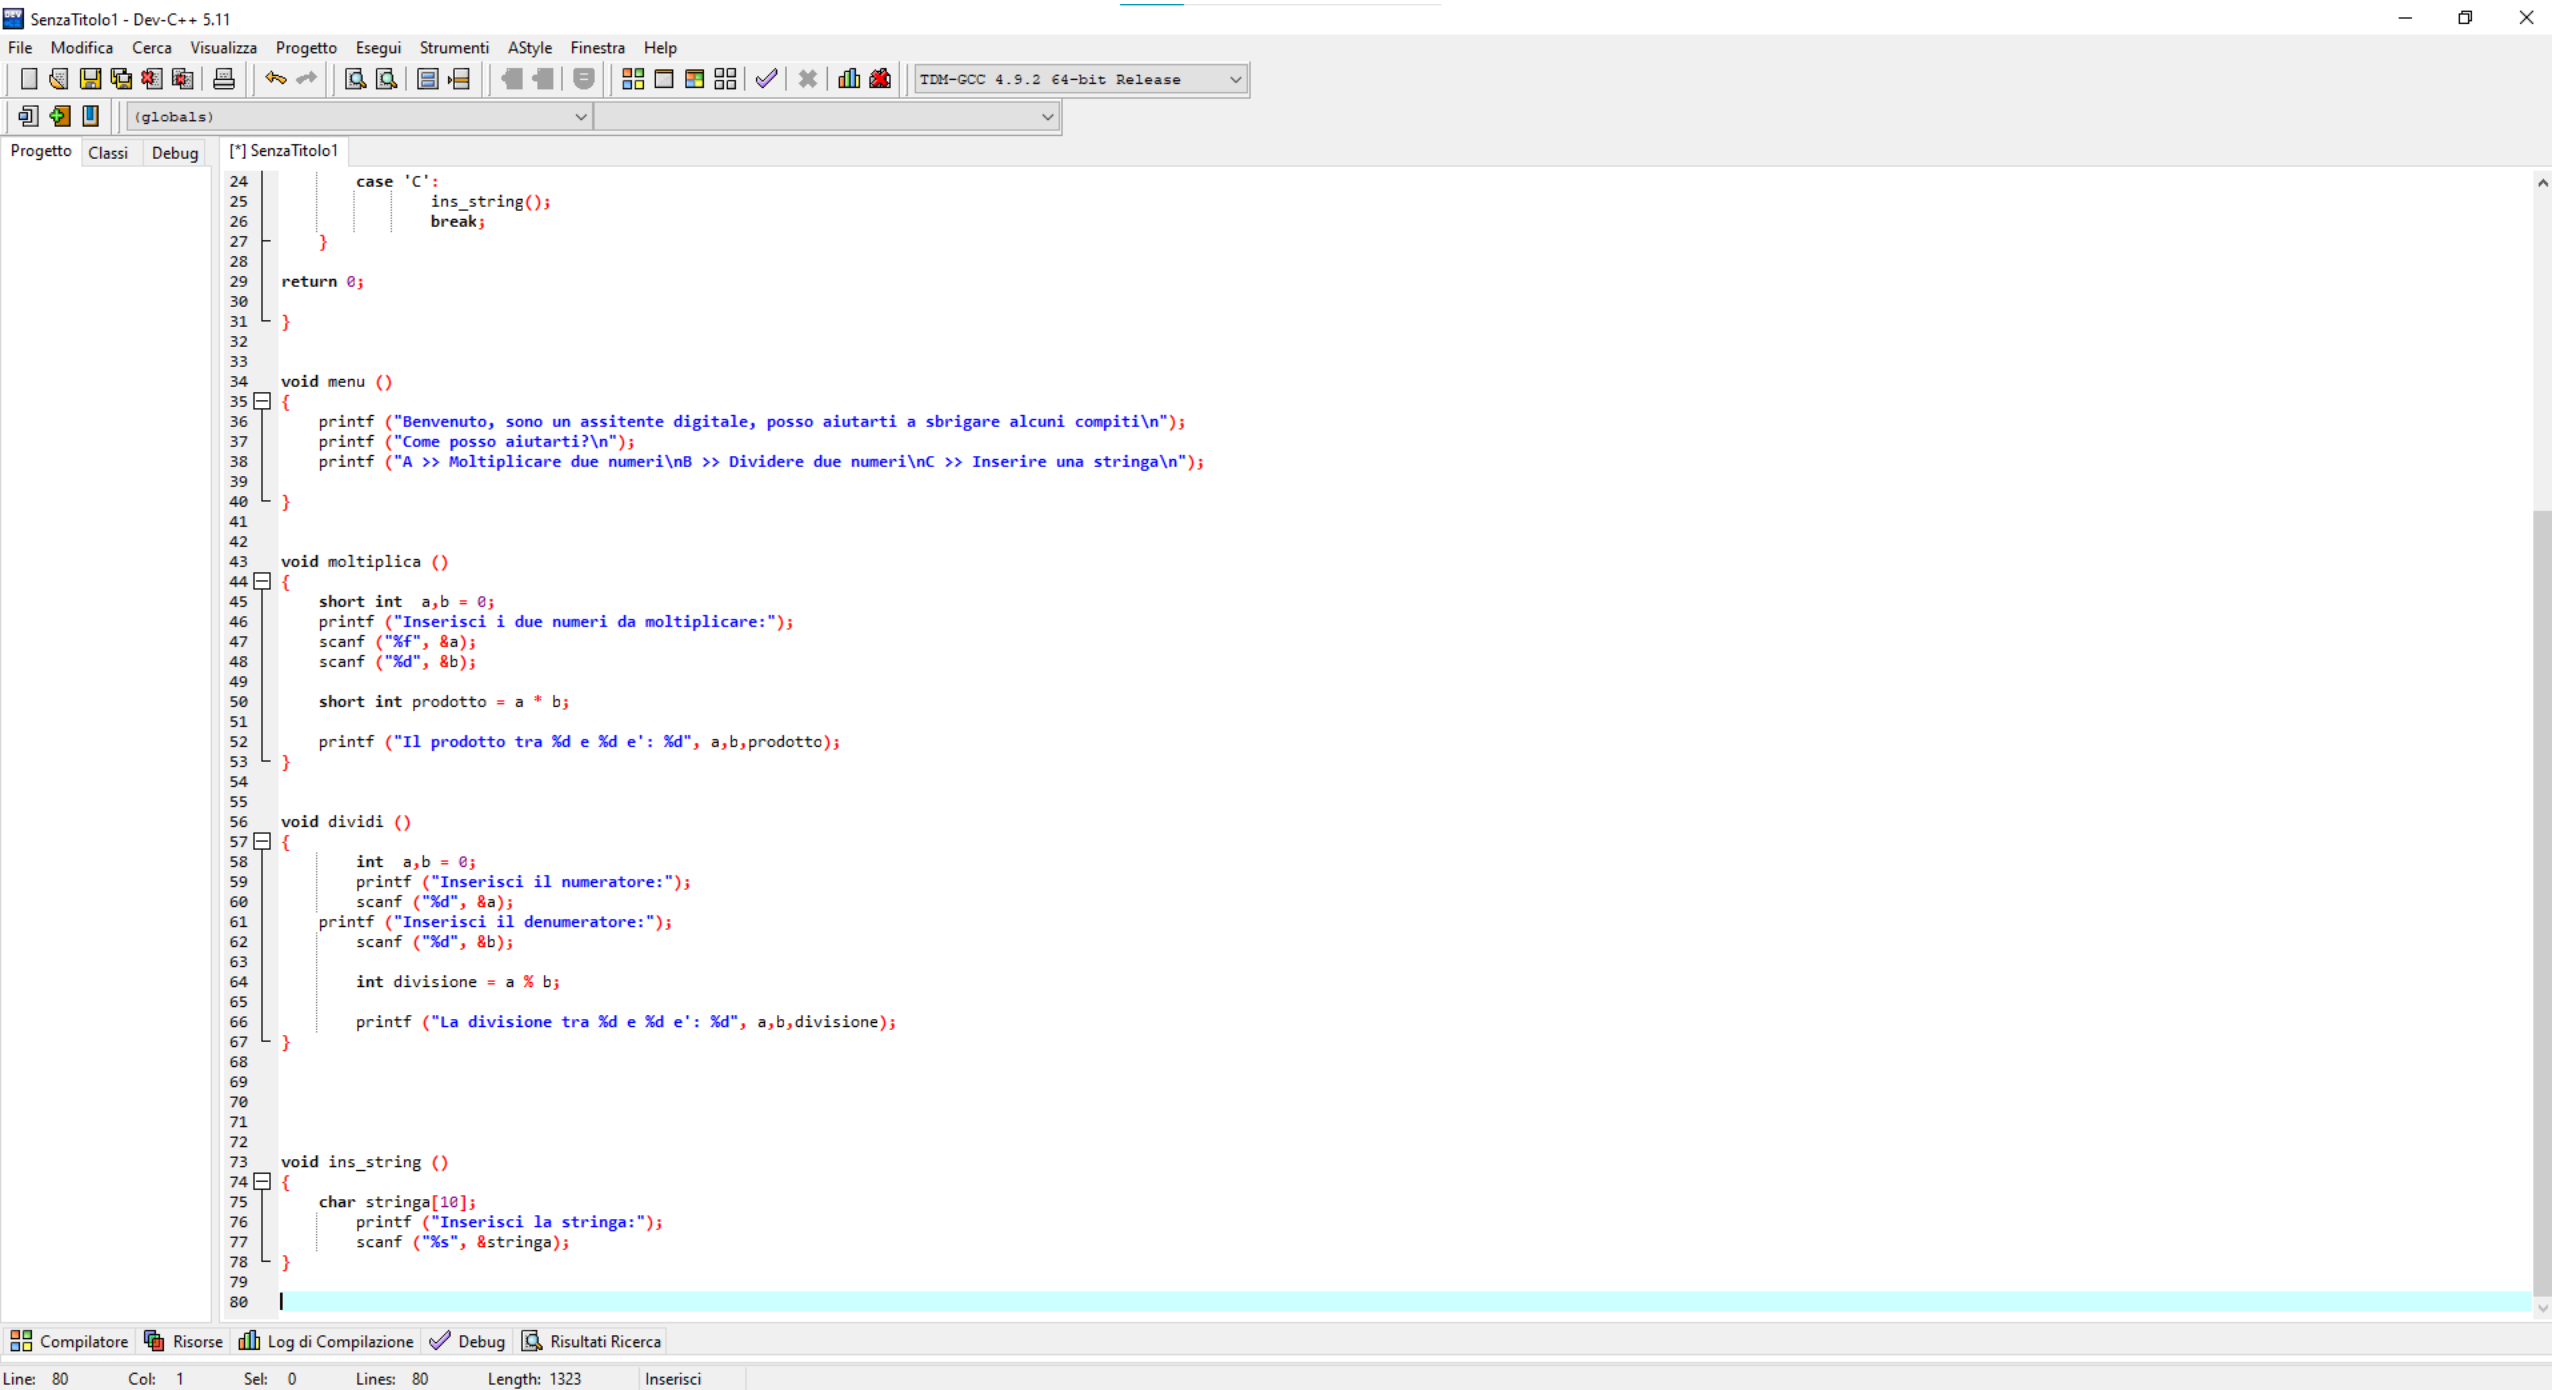 SenzaTitolo1 - Dev-C++ 5.11
File Modifica Cerca Visualizza Progetto Esegui Strumenti AStyle Finestra Help
TDM-GCC 4.9.2 64-bit Release
(globals)
Progetto Classi Debug [*] SenzaTitolo1
24 case 'C':
25 ins_string();
26 break;
27 }
28
29 return 0;
30
31 }
32
33
34 void menu ()
35 {
36 printf ("Benvenuto, sono un assitente digitale, posso aiutarti a sbrigare alcuni compiti\n");
37 printf ("Come posso aiutarti?\n");
38 printf ("A >> Moltiplicare due numeri\nB >> Dividere due numeri\nC >> Inserire una stringa\n");
39
40 }
41
42
43 void moltiplica ()
44 {
45 short int  a,b = 0;
46 printf ("Inserisci i due numeri da moltiplicare:");
47 scanf ("%f", &a);
48 scanf ("%d", &b);
49
50 short int prodotto = a * b;
51
52 printf ("Il prodotto tra %d e %d e': %d", a,b,prodotto);
53 }
54
55
56 void dividi ()
57 {
58 int  a,b = 0;
59 printf ("Inserisci il numeratore:");
60 scanf ("%d", &a);
61 printf ("Inserisci il denumeratore:");
62 scanf ("%d", &b);
63
64 int divisione = a % b;
65
66 printf ("La divisione tra %d e %d e': %d", a,b,divisione);
67 }
68
69
70
71
72
73 void ins_string ()
74 {
75 char stringa[10];
76 printf ("Inserisci la stringa:");
77 scanf ("%s", &stringa);
78 }
79
80
Compilatore Risorse Log di Compilazione Debug Risultati Ricerca
Line: 80 Col: 1 Sel: 0 Lines: 80 Length: 1323 Inserisci